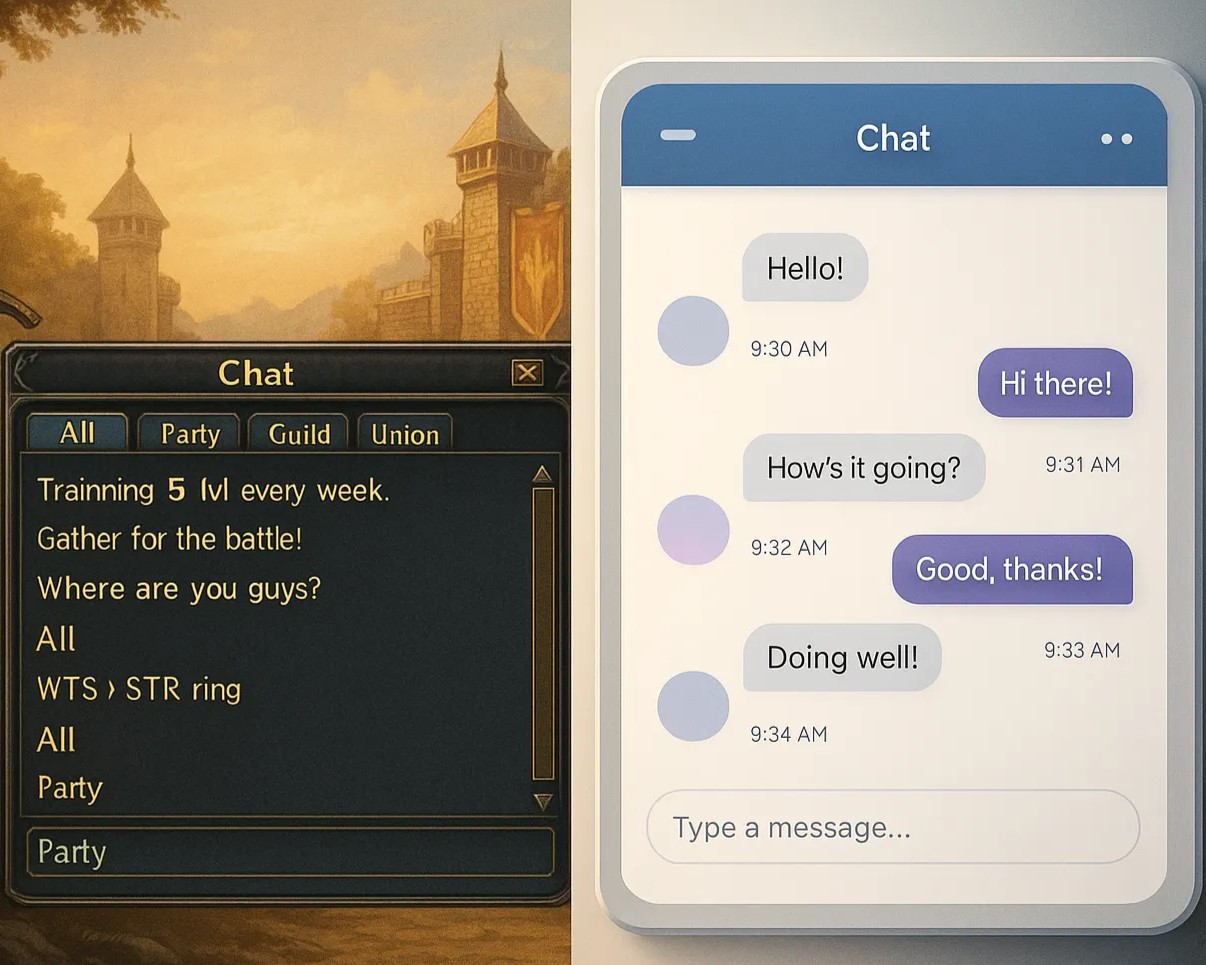 Chat
All
Party
Guild
Union
Trainning 5 lvl every week.
Gather for the battle!
Where are you guys?
All
WTS › STR ring
All
Party
Party
Chat
Hello!
9:30 AM
Hi there!
9:31 AM
How's it going?
9:32 AM
Good, thanks!
9:33 AM
Doing well!
9:34 AM
Type a message...